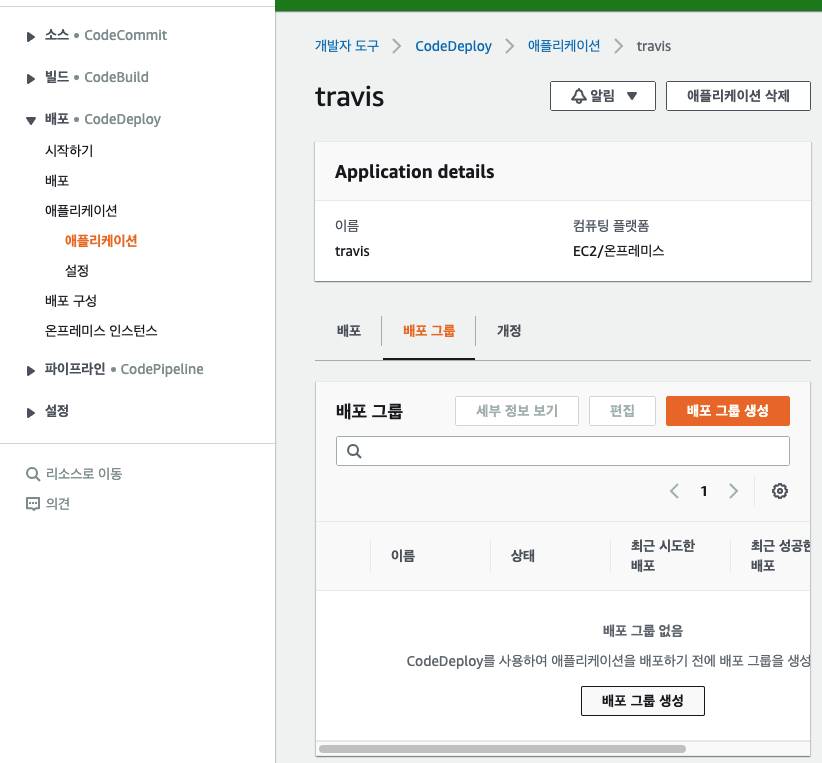 소스 • CodeCommit
빌드 • CodeBuild
배포 • CodeDeploy
시작하기
배포
애플리케이션
애플리케이션
설정
배포 구성
온프레미스 인스턴스
파이프라인 • CodePipeline
설정
리소스로 이동
의견
개발자 도구 > CodeDeploy > 애플리케이션 > travis
travis
알림 ▼
애플리케이션 삭제
Application details
이름
travis
컴퓨팅 플랫폼
EC2/온프레미스
배포
배포 그룹
개정
배포 그룹
세부 정보 보기
편집
배포 그룹 생성
1
이름
상태
최근 시도한
배포
최근 성공한
배포
배포 그룹 없음
CodeDeploy를 사용하여 애플리케이션을 배포하기 전에 배포 그룹을 생성
배포 그룹 생성